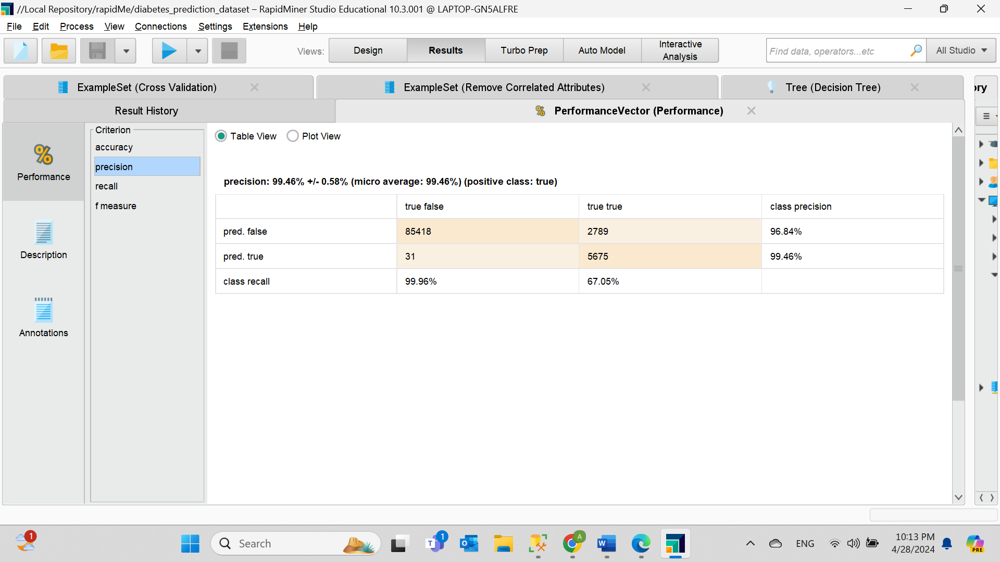 //Local Repository/rapidMe/diabetes_prediction_dataset – RapidMiner Studio Educational 10.3.001 @ LAPTOP-GN5ALFRE
File Edit Process View Connections Settings Extensions Help
Views: Design Results Turbo Prep Auto Model Interactive Analysis Find data, operators...etc All Studio
ExampleSet (Cross Validation) ExampleSet (Remove Correlated Attributes) Tree (Decision Tree) ory
Result History PerformanceVector (Performance)
Performance
Description
Annotations
Criterion
accuracy
precision
recall
f measure
Table View Plot View
precision: 99.46% +/- 0.58% (micro average: 99.46%) (positive class: true)
true false true true class precision
pred. false 85418 2789 96.84%
pred. true 31 5675 99.46%
class recall 99.96% 67.05%
1 Search T 1 O A W ENG 10:13 PM PRE
4/28/2024